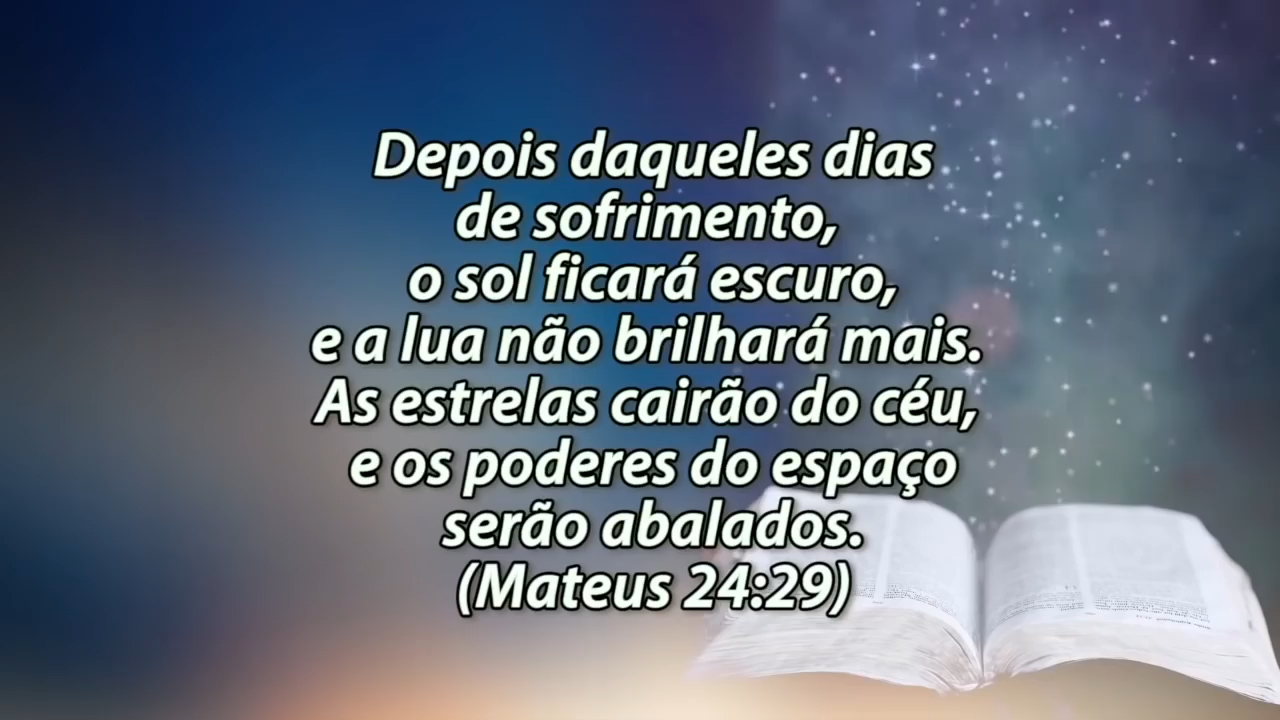 Depois daqueles dias
de sofrimento,
o sol ficará escuro,
e a lua não brilhará mais.
As estrelas cairão do céu,
e os poderes do espaço
serão abalados.
(Mateus 24:29)